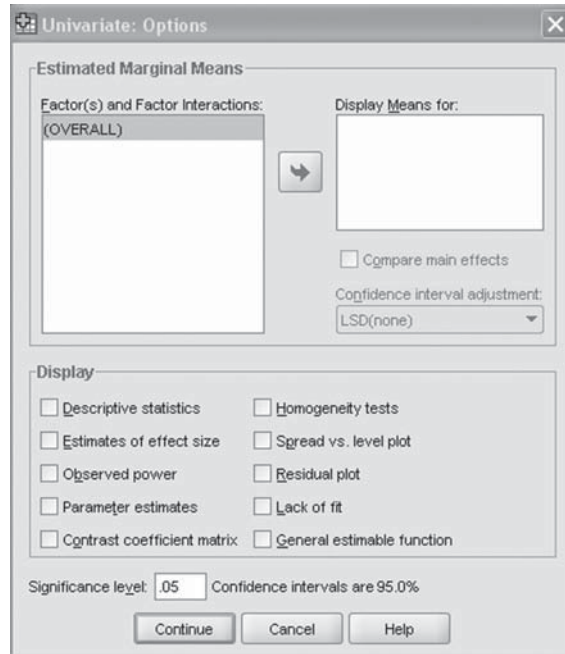 Univariate: Options
Estimated Marginal Means
Factor(s) and Factor Interactions:
(OVERALL)
Display Means for:
Compare main effects
Confidence interval adjustment:
LSD(none)
Display
Descriptive statistics
Homogeneity tests
Estimates of effect size
Spread vs. level plot
Observed power
Residual plot
Parameter estimates
Lack of fit
Contrast coefficient matrix
General estimable function
Significance level: .05 Confidence intervals are 95.0%
Continue Cancel Help